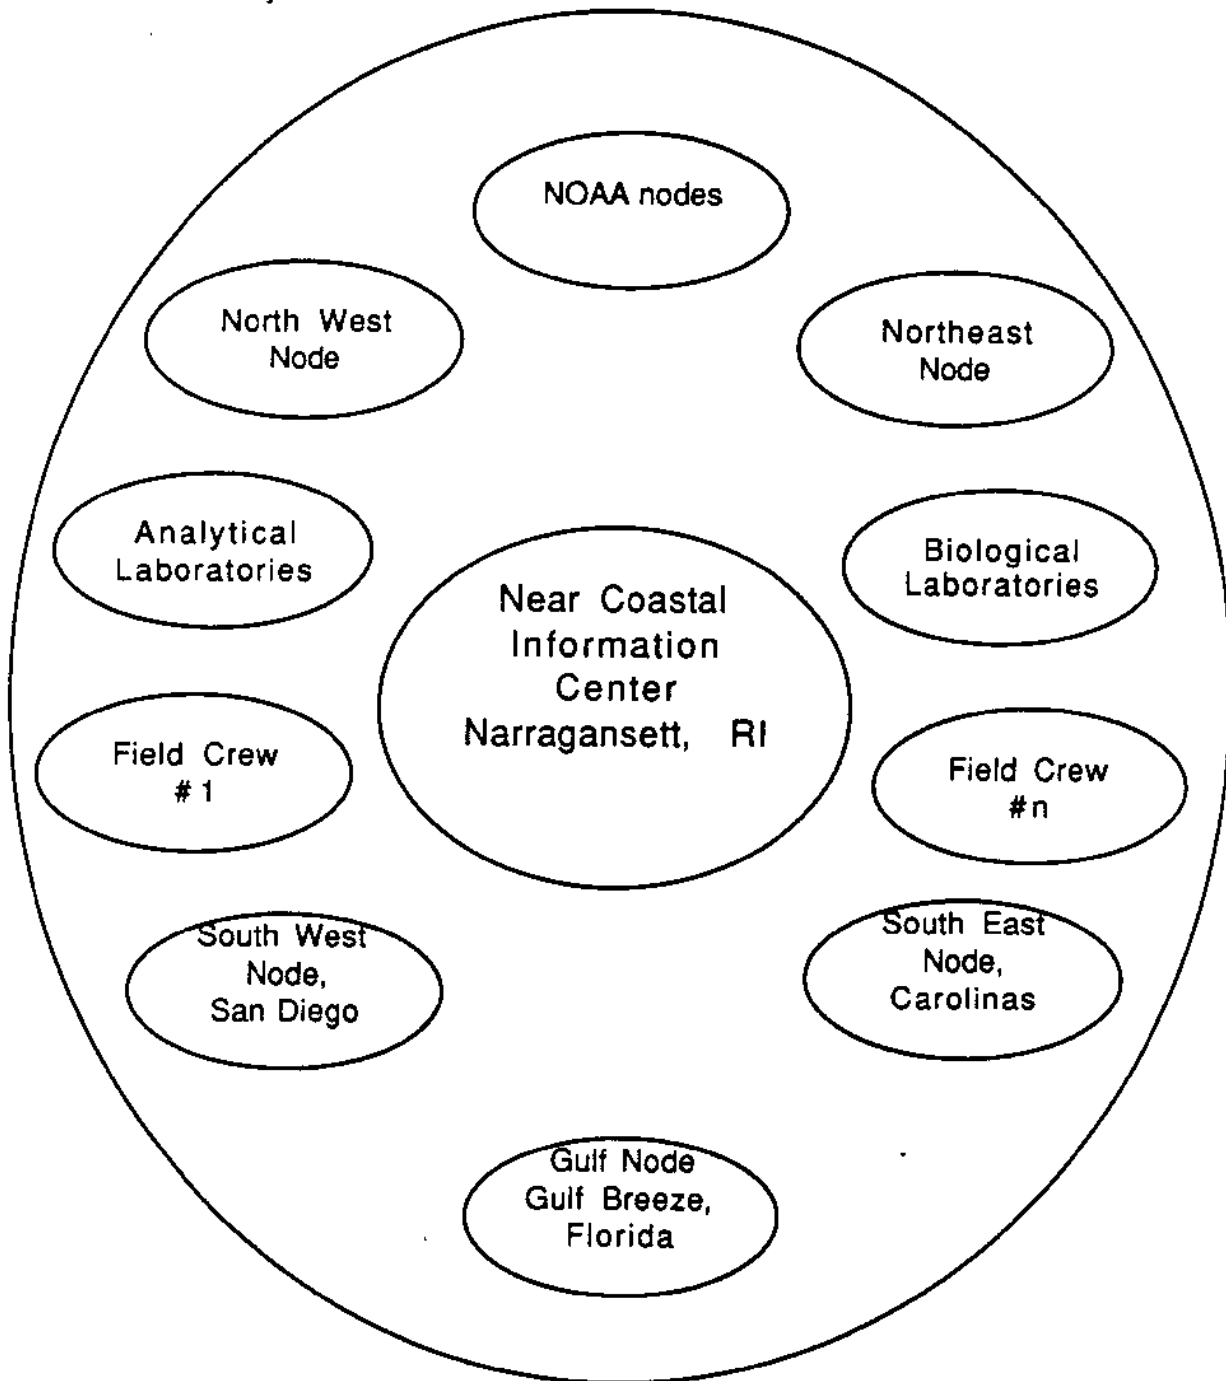 NOAA nodes
North West
Node
Northeast
Node
Analytical
Laboratories
Biological
Laboratories
Near Coastal
Information
Center
Narragansett, RI
Field Crew
#1
Field Crew
#n
South West
Node,
San Diego
South East
Node,
Carolinas
Gulf Node
Gulf Breeze,
Florida